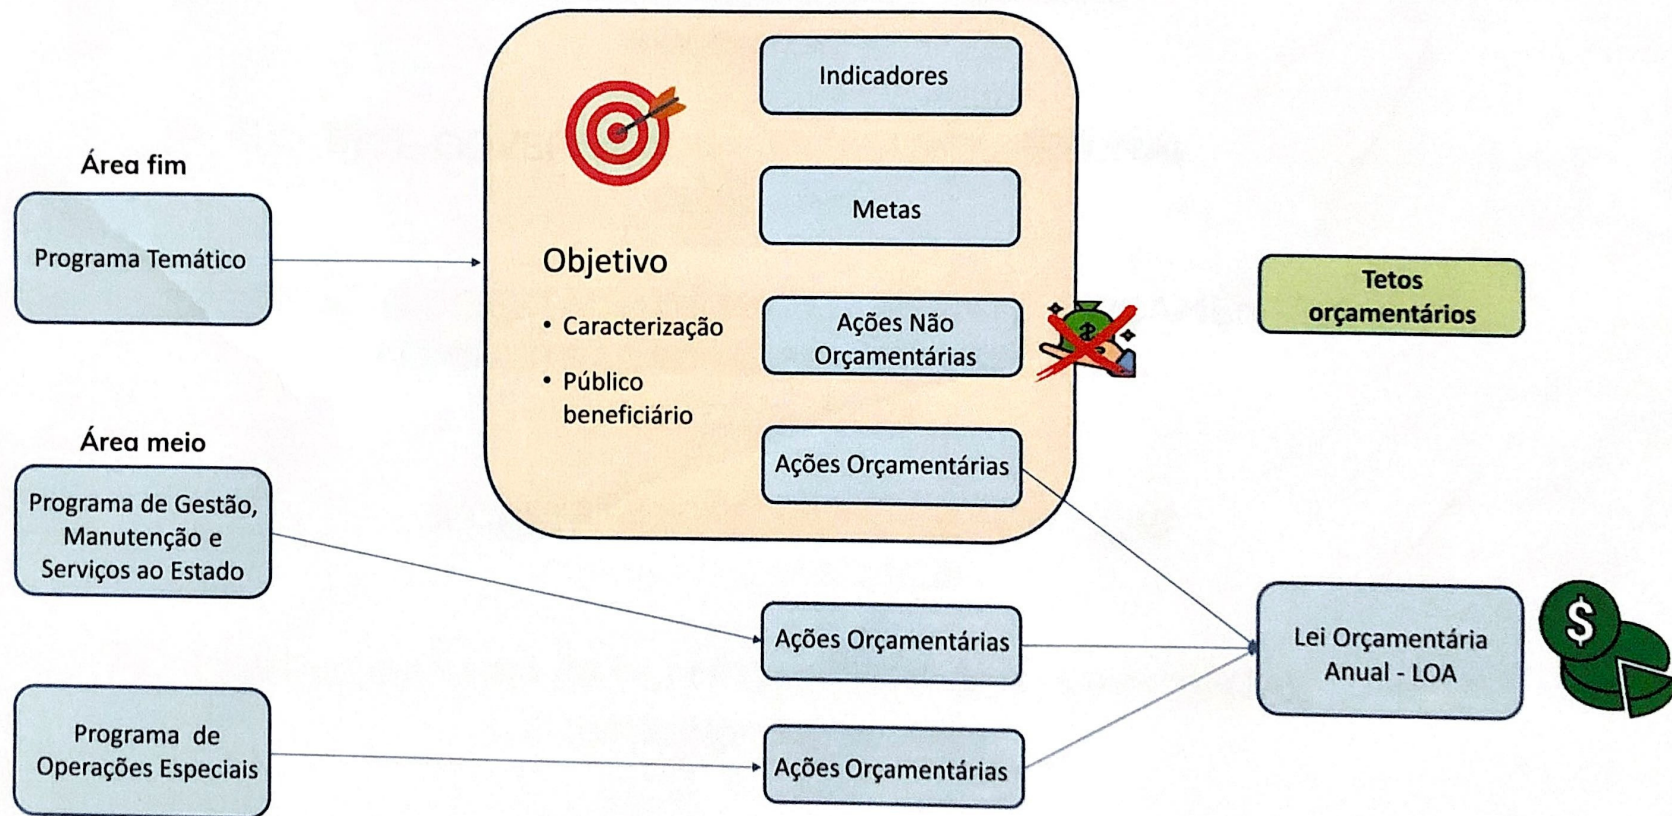 Área fim
Programa Temático
Objetivo
• Caracterização
• Público
beneficiário
Indicadores
Metas
Ações Não
Orçamentárias
Ações Orçamentárias
Tetos
orçamentários
Área meio
Programa de Gestão,
Manutenção e
Serviços ao Estado
Ações Orçamentárias
Programa de
Operações Especiais
Ações Orçamentárias
Lei Orçamentária
Anual - LOA
$
$